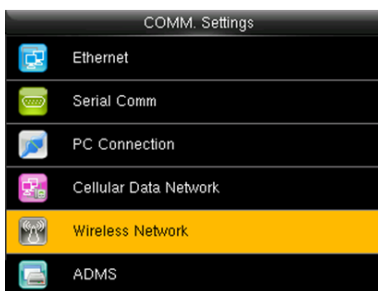 COMM. Settings
Ethernet
Serial Comm
PC Connection
Cellular Data Network
Wireless Network
ADMS